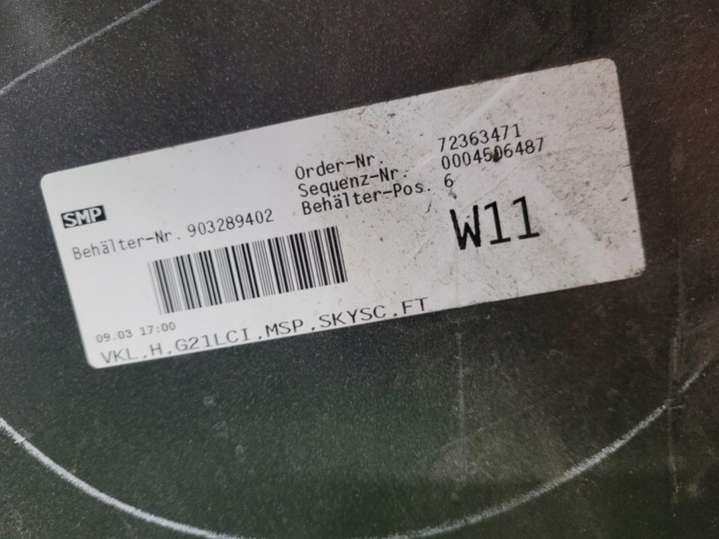 SMP
Order-Nr. 72363471
Sequenz-Nr. 0004506487
Behälter-Pos. 6
Behälter-Nr. 903289402
W11
09.03 17:00
VKL.H.G21LCI.MSP.SKYSC.FT